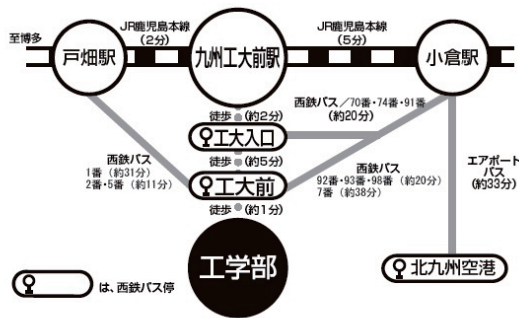 JR鹿児島本線
(2分)
JR鹿児島本線
(5分)
至博多
戸畑駅
九州工大前駅
小倉駅
徒歩 (約2分)
西鉄バス/70番・74番・91番
(約20分)
工大入口
徒歩 (約5分)
西鉄バス
1番 (約31分)
2番・5番 (約11分)
西鉄バス
92番・93番・98番 (約20分)
7番 (約38分)
エアポート
バス
(約33分)
工大前
徒歩 (約1分)
工学部
北九州空港
は、西鉄バス停